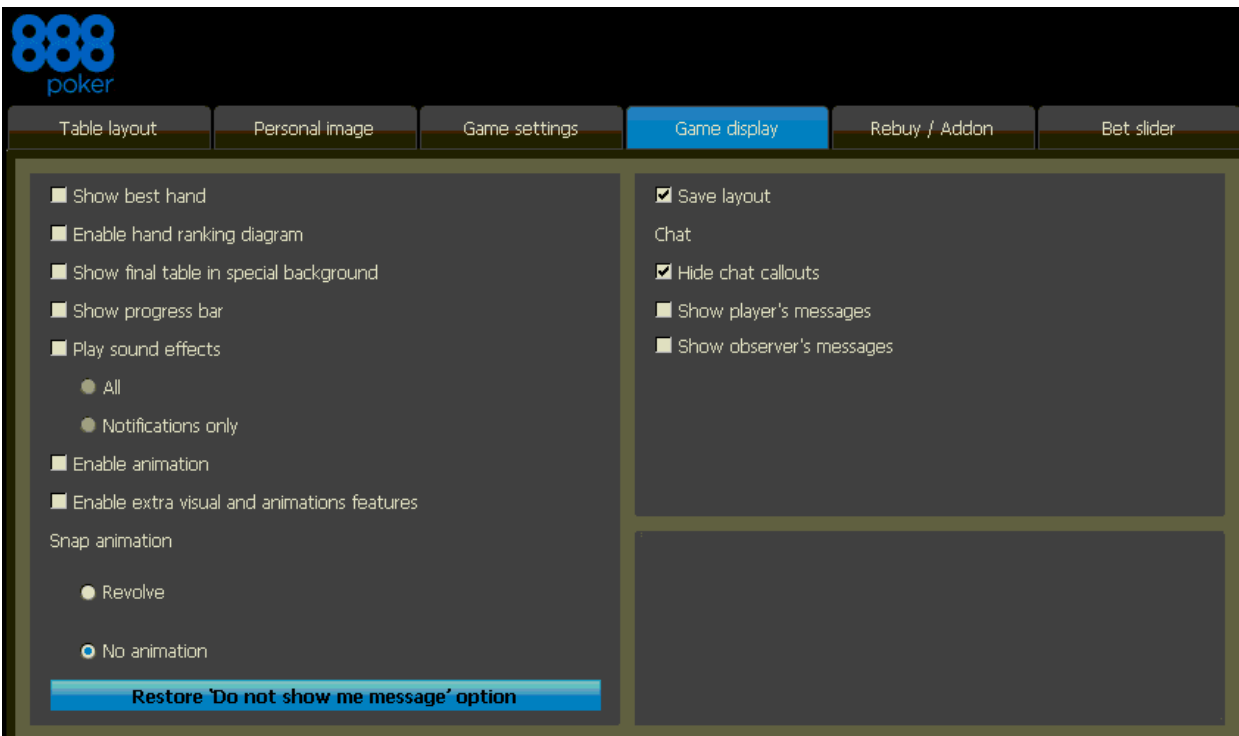 888
poker
Table layout
Personal image
Game settings
Game display
Rebuy / Addon
Bet slider
Show best hand
Enable hand ranking diagram
Show final table in special background
Show progress bar
Play sound effects
All
Notifications only
Enable animation
Enable extra visual and animations features
Snap animation
Revolve
No animation
Restore 'Do not show me message' option
Save layout
Chat
Hide chat callouts
Show player's messages
Show observer's messages